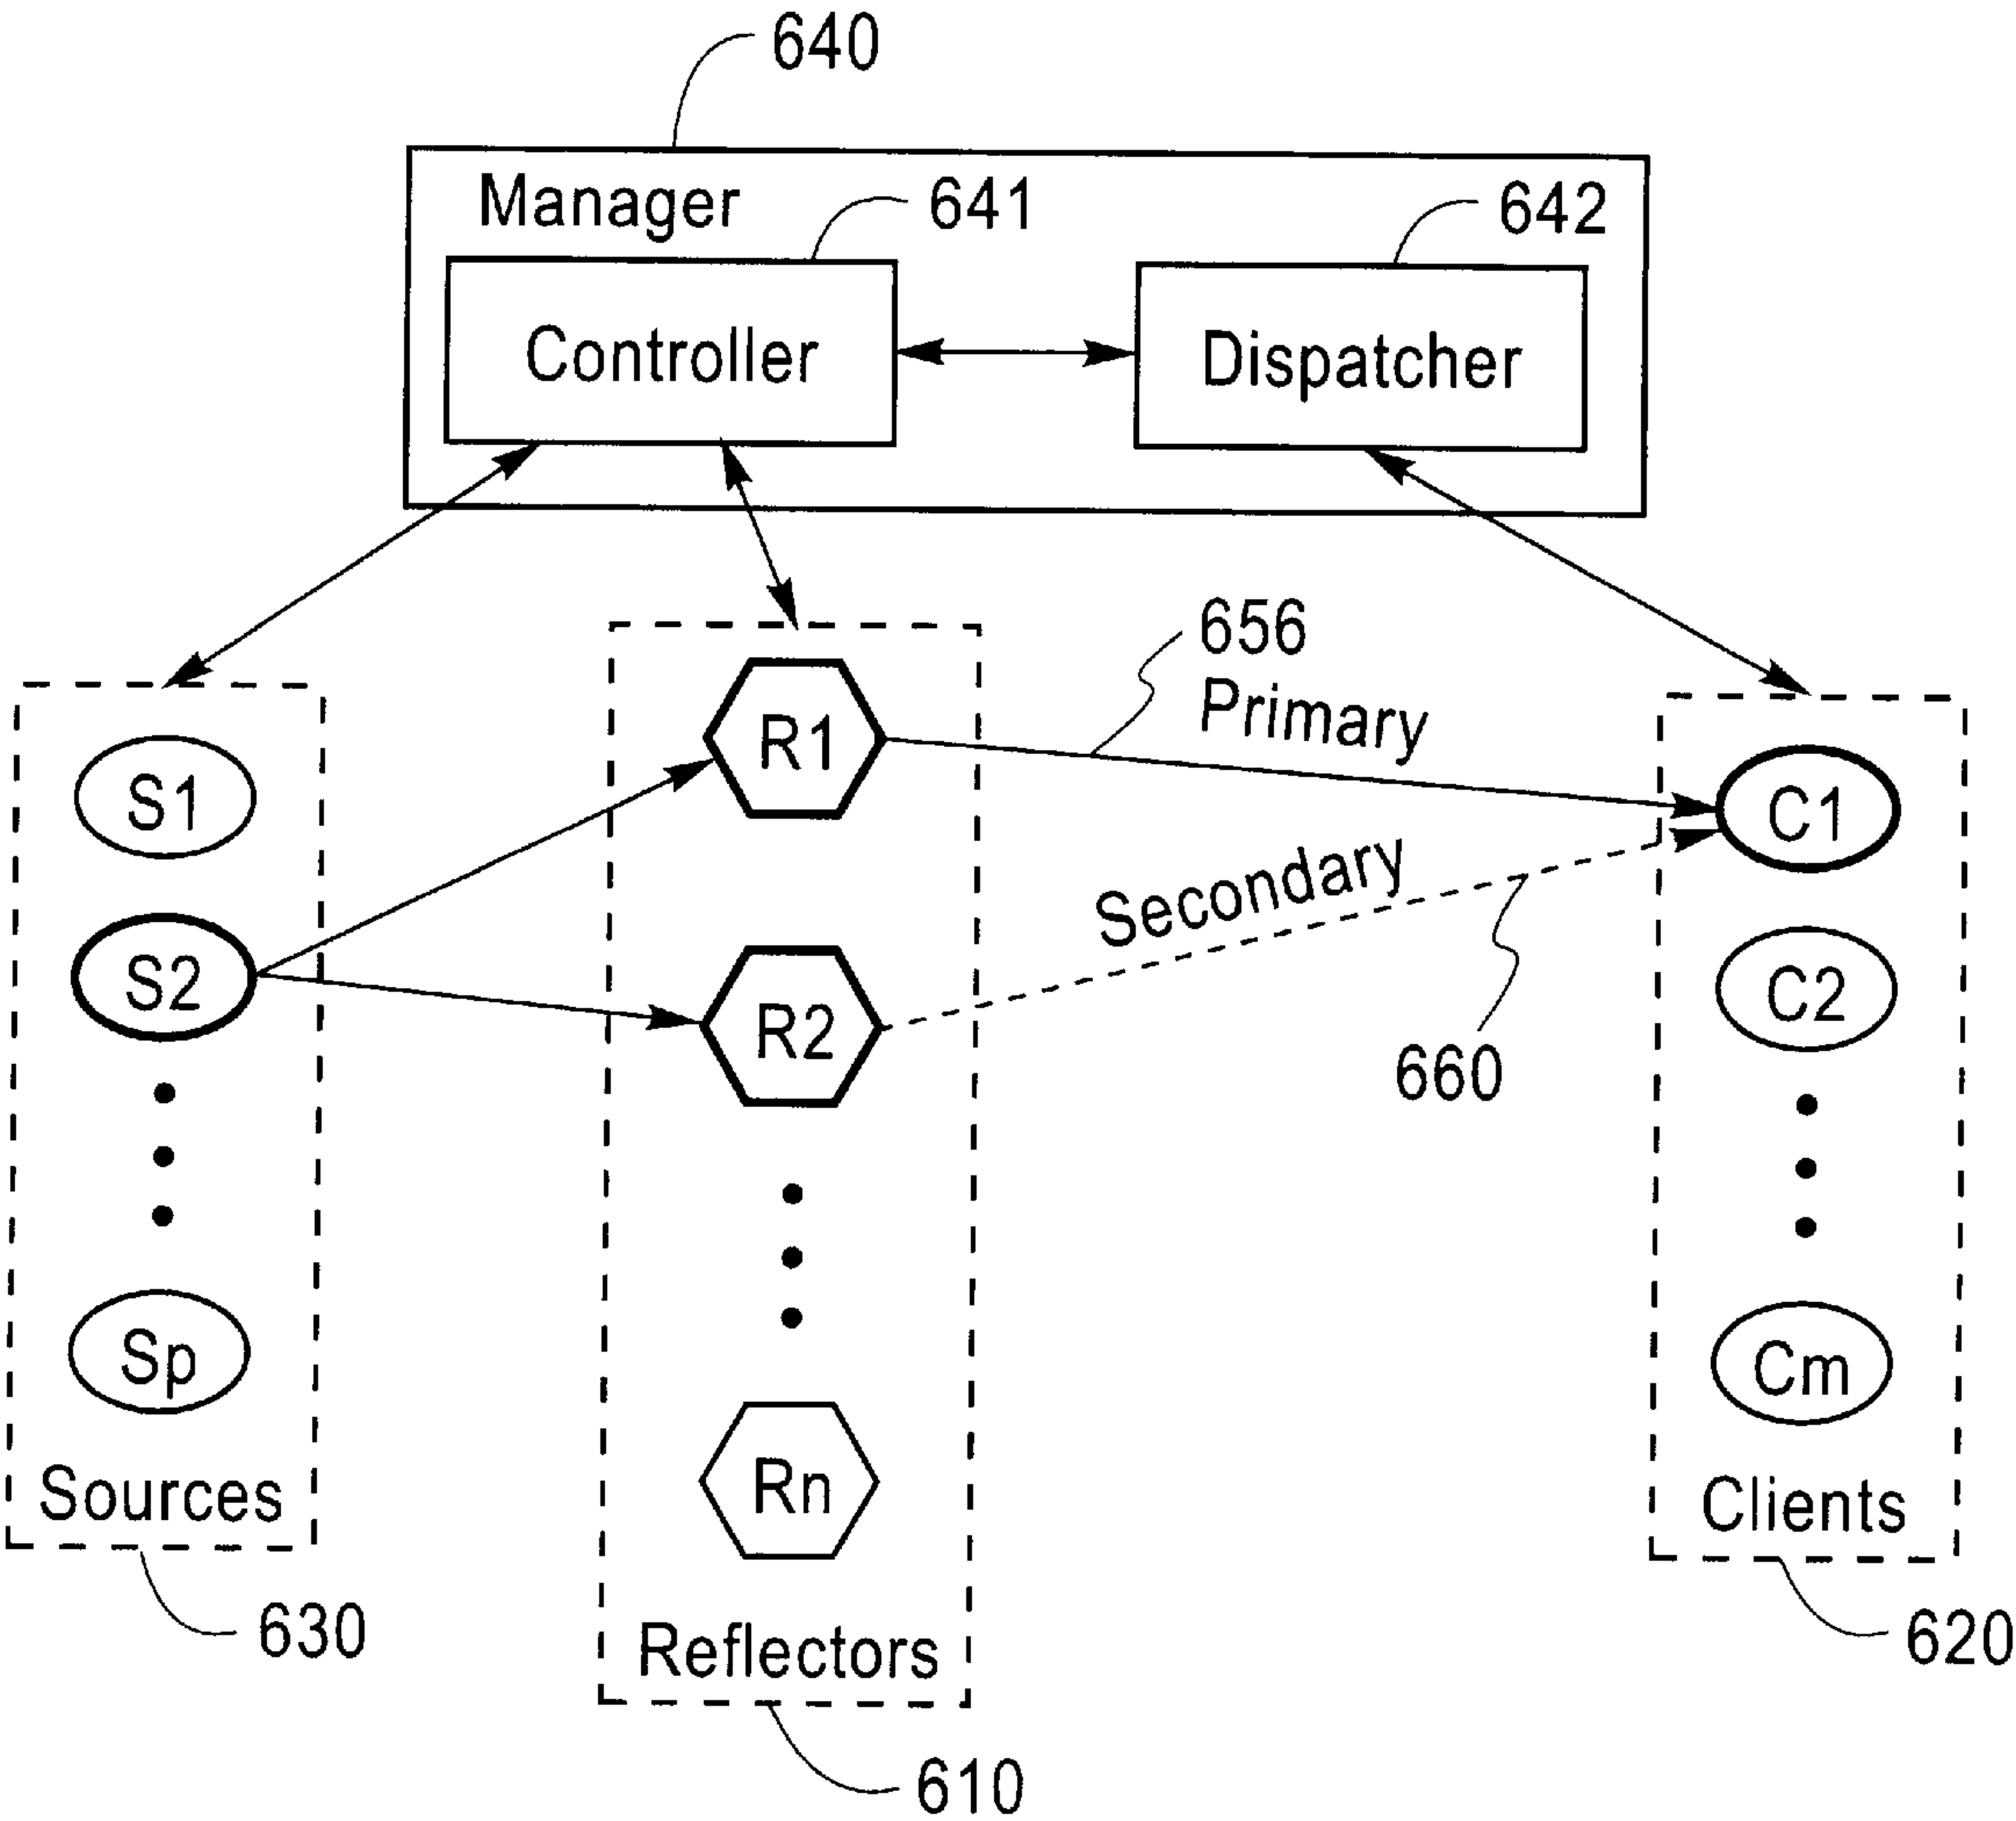 640
Manager
641
642
Controller
Dispatcher
656
Primary
R1
S1
C1
Secondary
S2
C2
R2
660
Sp
Cm
Rn
Sources
Clients
630
620
Reflectors
610